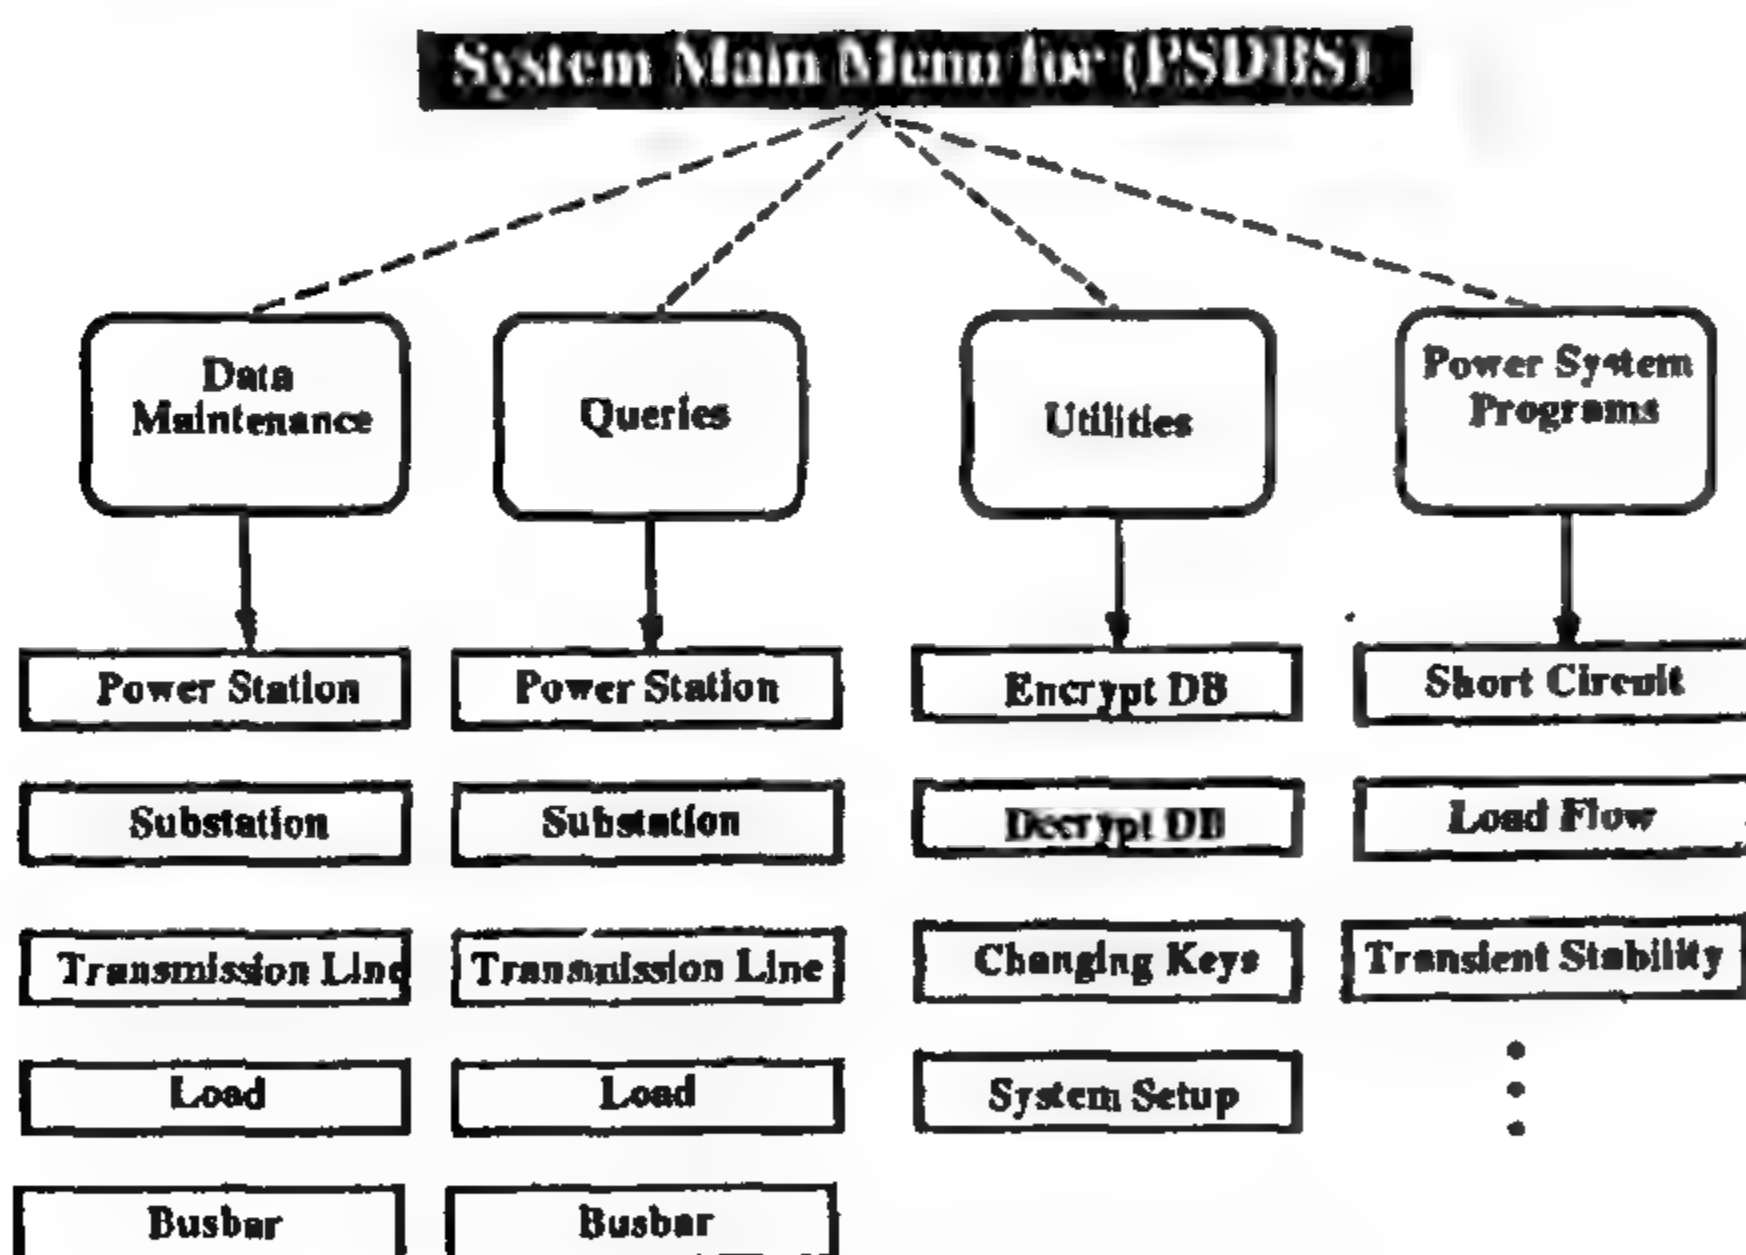 System Main Menu for (PSDBS)
Data
Maintenance
Queries
Utilities
Power System
Programs
Power Station
Power Station
Encrypt DB
Short Circuit
Substation
Substation
Decrypt DB
Load Flow
Transmission Line
Transmission Line
Changing Keys
Transient Stability
Load
Load
System Setup
Busbar
Busbar